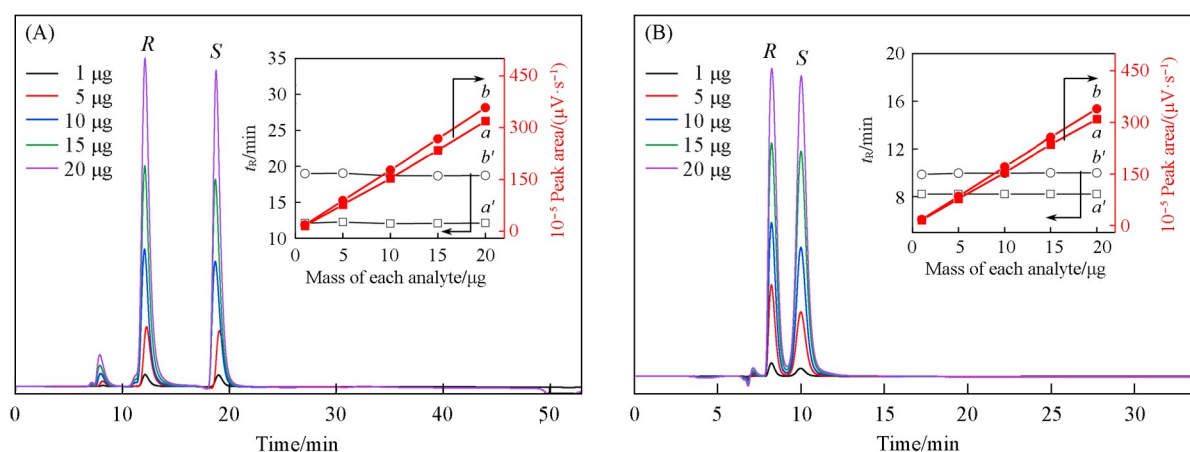 (A)
R
S
1 μg
5 μg
10 μg
15 μg
20 μg
35
30
25
20
15
10
tR/min
0
5
10
15
20
Mass of each analyte/μg
450
300
150
0
10⁻⁵ Peak area/(μV·s⁻¹)
b
a
b′
a′
0
10
20
30
40
50
Time/min
(B)
R
S
1 μg
5 μg
10 μg
15 μg
20 μg
20
18
16
14
12
10
8
tR/min
0
5
10
15
20
Mass of each analyte/μg
450
300
150
0
10⁻⁵ Peak area/(μV·s⁻¹)
b
a
b′
a′
0
5
10
15
20
25
30
Time/min